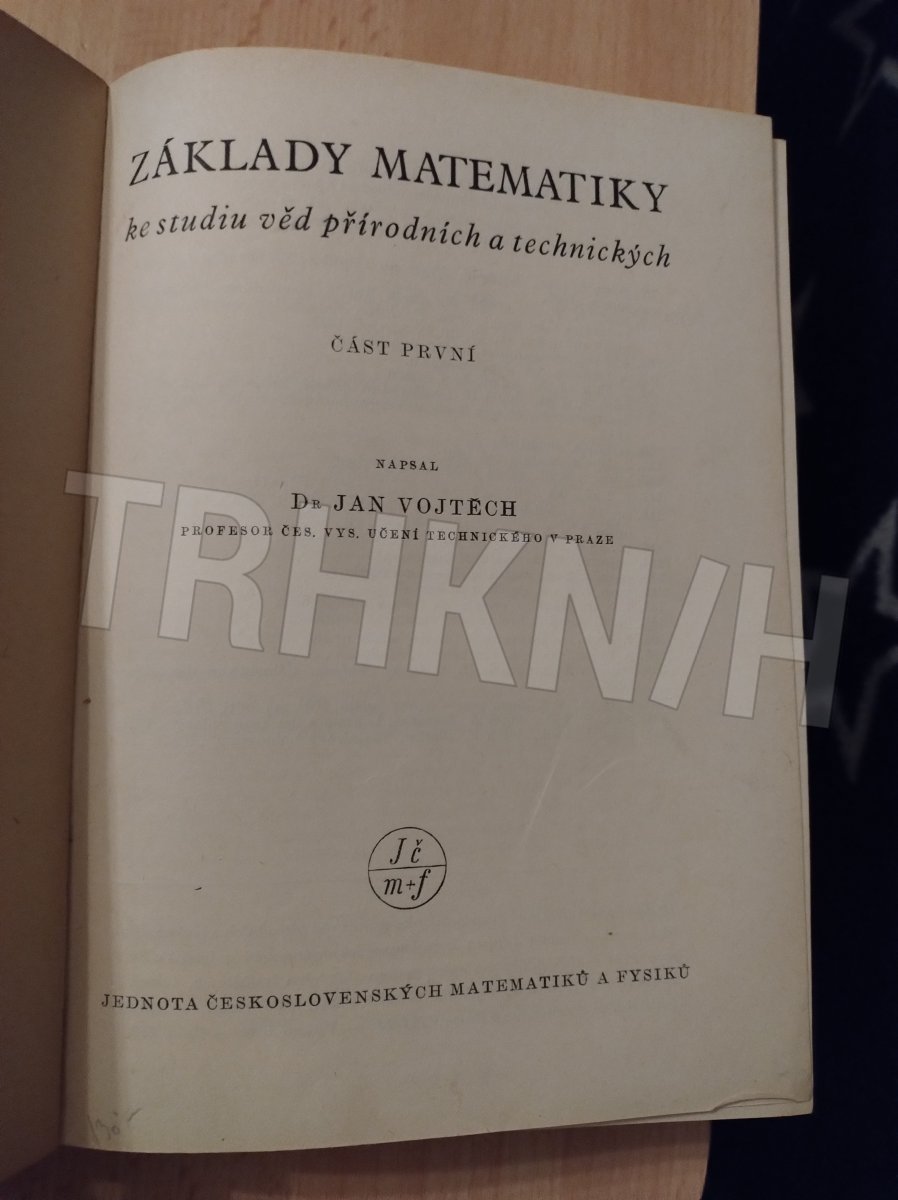 ZÁKLADY MATEMATIKY
ke studiu věd přírodních a technických
ČÁST PRVNÍ
NAPSAL
DR JAN VOJTĚCH
PROFESOR ČES. VYS. UČENÍ TECHNICKÉHO V PRAZE
TRHKNIH
Jč
m+f
JEDNOTA ČESKOSLOVENSKÝCH MATEMATIKŮ A FYSIKŮ